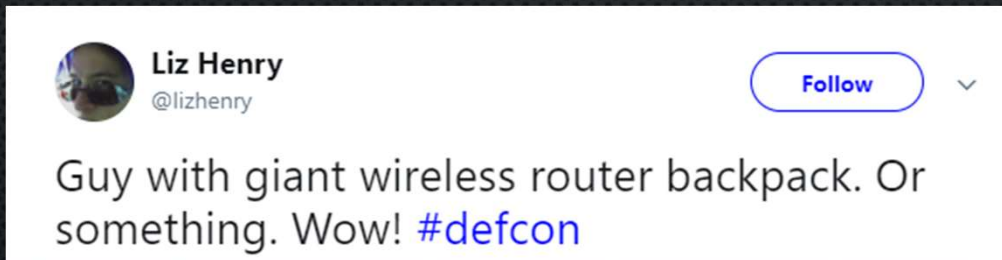 Liz Henry
@lizhenry
Follow
Guy with giant wireless router backpack. Or
something. Wow! #defcon